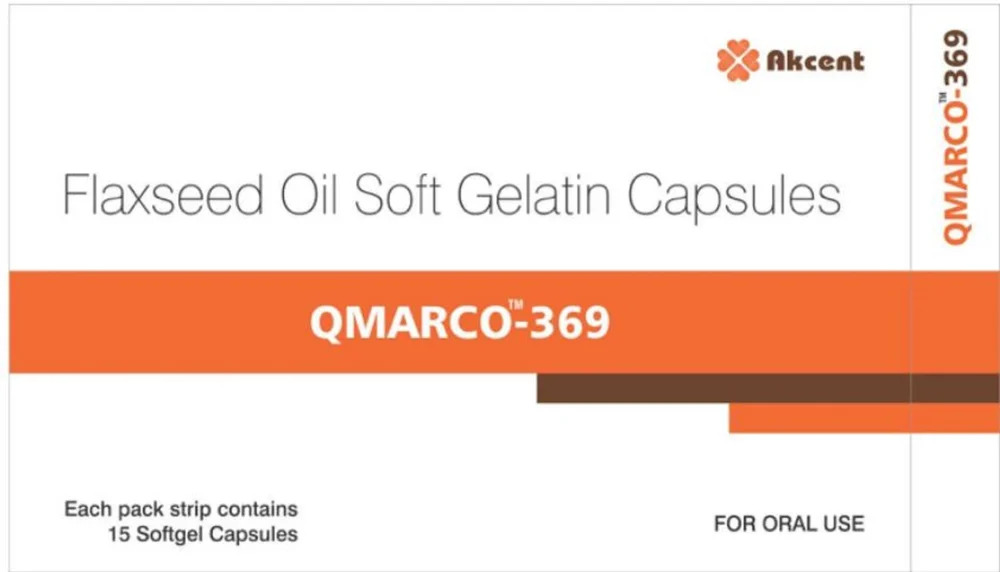 Akcent
Flaxseed Oil Soft Gelatin Capsules
QMARCO™-369
Each pack strip contains
15 Softgel Capsules
FOR ORAL USE
QMARCO™-369